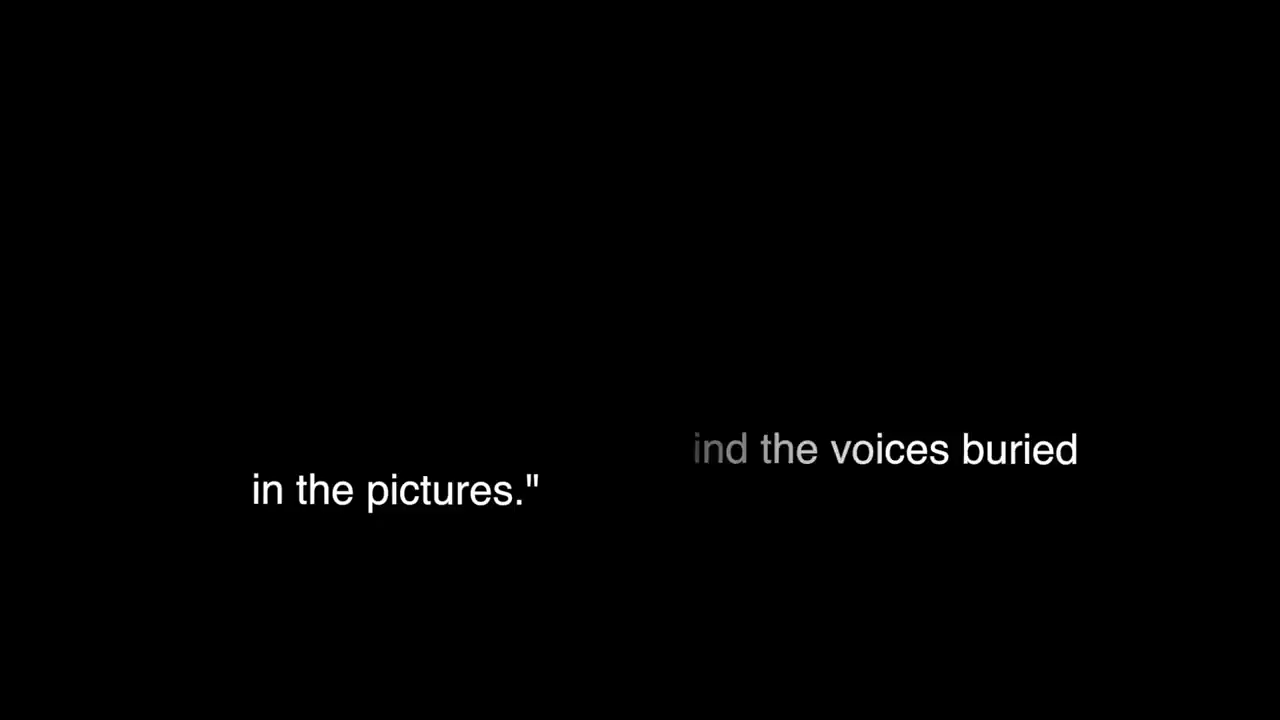 ind the voices buried
in the pictures."